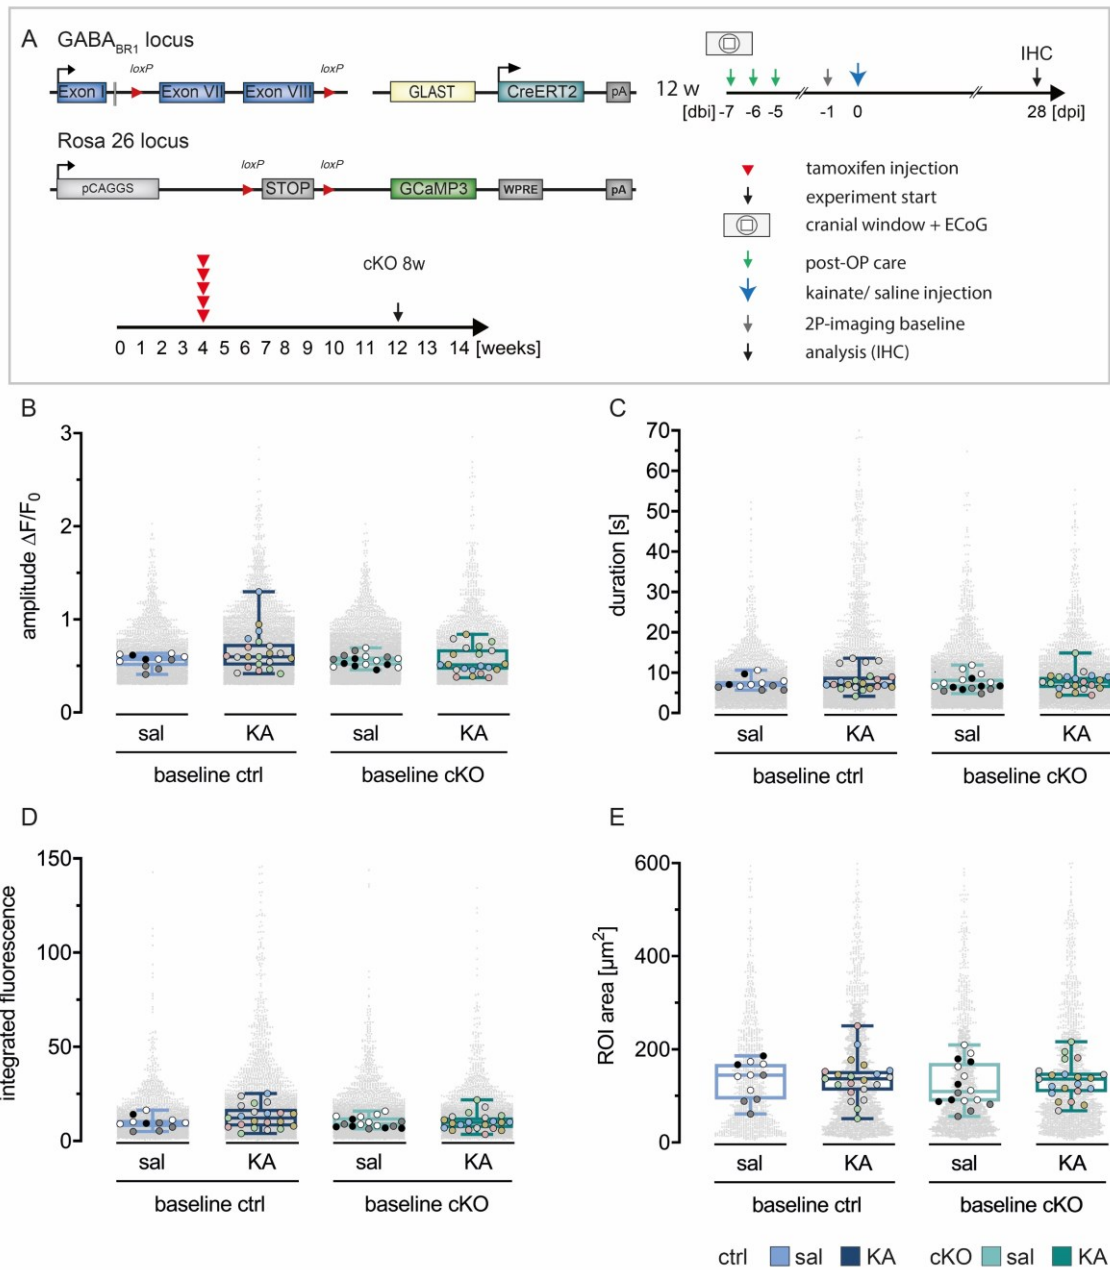 A
GABA_BR1 locus
loxP
loxP
Exon I
Exon VII
Exon VIII
GLAST
CreERT2
pA
Rosa 26 locus
loxP
loxP
pCAGGS
STOP
GCaMP3
WPRE
pA
cKO 8w
0 1 2 3 4 5 6 7 8 9 10 11 12 13 14 [weeks]
IHC
12 w
[dbi] -7 -6 -5 -1 0 28 [dpi]
tamoxifen injection
experiment start
cranial window + ECoG
post-OP care
kainate/ saline injection
2P-imaging baseline
analysis (IHC)
B
amplitude ΔF/F₀
3
2
1
0
sal KA sal KA
baseline ctrl baseline cKO
C
duration [s]
70
60
50
40
30
20
10
0
sal KA sal KA
baseline ctrl baseline cKO
D
integrated fluorescence
150
100
50
0
sal KA sal KA
baseline ctrl baseline cKO
E
ROI area [µm²]
600
400
200
0
sal KA sal KA
baseline ctrl baseline cKO
ctrl sal KA cKO sal KA